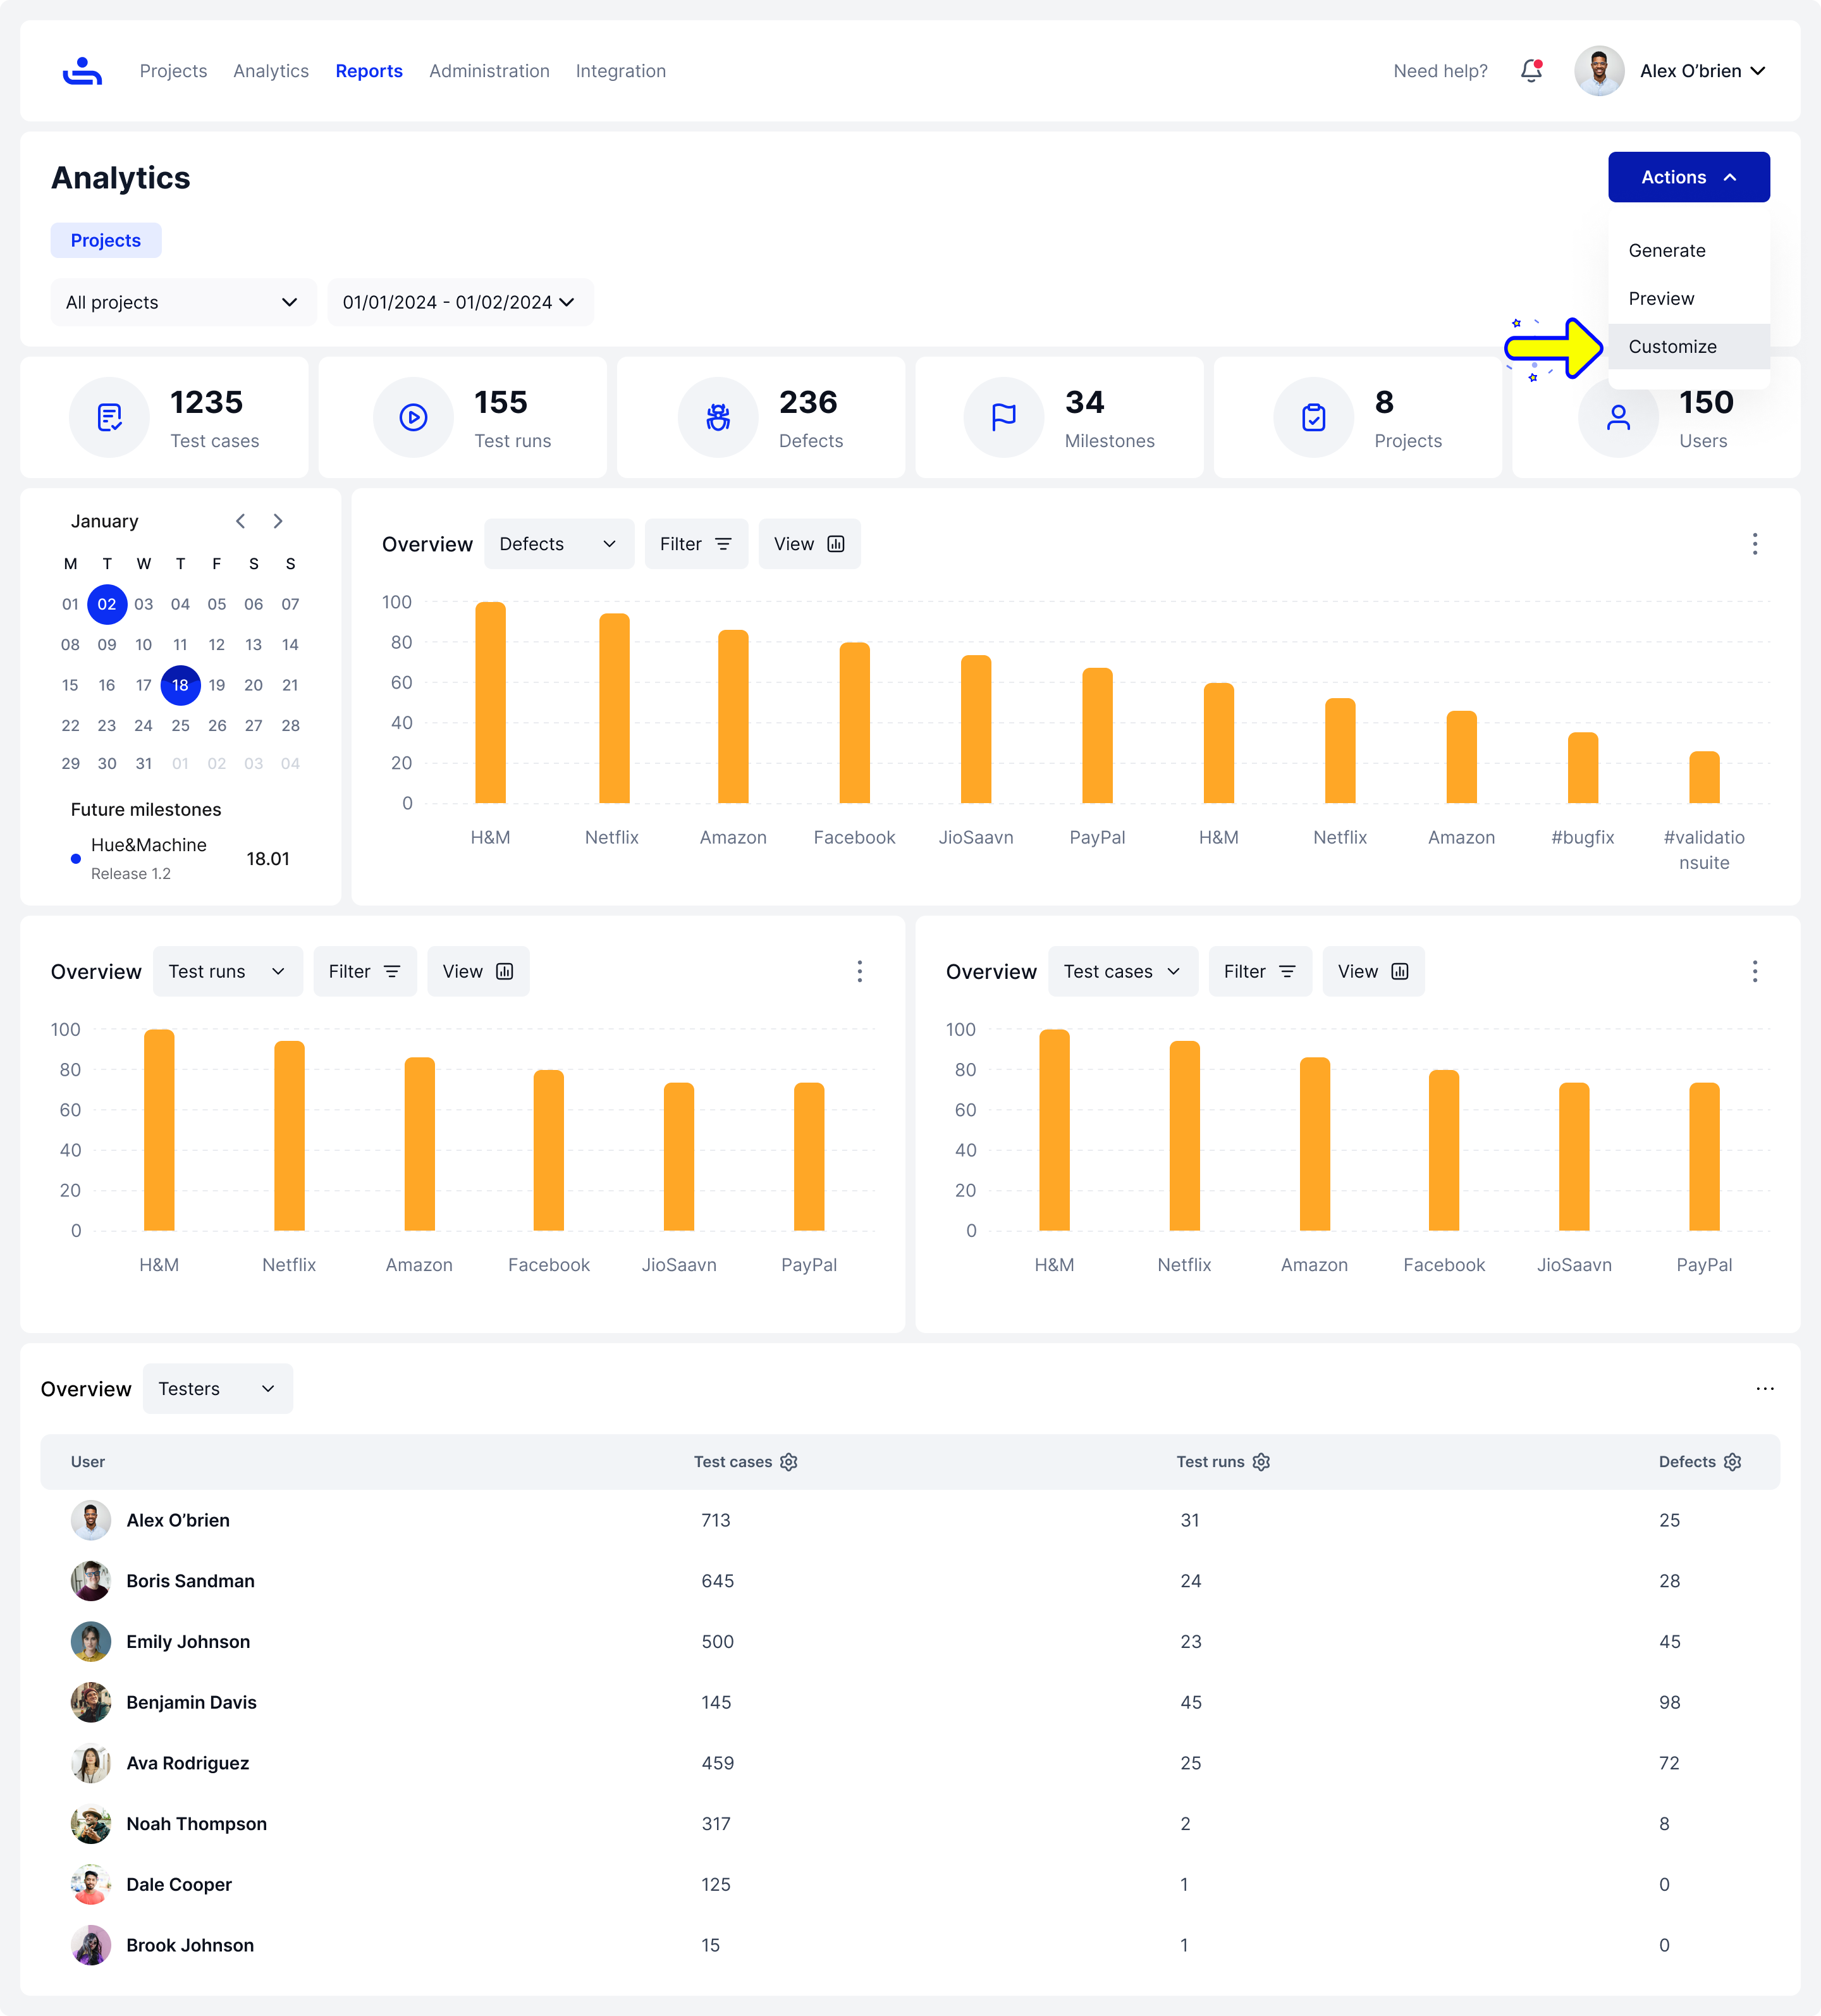 Projects Analytics Reports Administration Integration Need help? Alex O’brien
Analytics
Actions
Projects
Generate
Preview
Customize
All projects 01/01/2024 - 01/02/2024
1235
Test cases
155
Test runs
236
Defects
34
Milestones
8
Projects
150
Users
January
M T W T F S S
01 02 03 04 05 06 07
08 09 10 11 12 13 14
15 16 17 18 19 20 21
22 23 24 25 26 27 28
29 30 31 01 02 03 04
Future milestones
Hue&Machine
Release 1.2
18.01
Overview Defects Filter View
100
80
60
40
20
0
H&M Netflix Amazon Facebook JioSaavn PayPal H&M Netflix Amazon #bugfix #validatio
nsuite
Overview Test runs Filter View
100
80
60
40
20
0
H&M Netflix Amazon Facebook JioSaavn PayPal
Overview Test cases Filter View
100
80
60
40
20
0
H&M Netflix Amazon Facebook JioSaavn PayPal
Overview Testers
User Test cases Test runs Defects
Alex O’brien 713 31 25
Boris Sandman 645 24 28
Emily Johnson 500 23 45
Benjamin Davis 145 45 98
Ava Rodriguez 459 25 72
Noah Thompson 317 2 8
Dale Cooper 125 1 0
Brook Johnson 15 1 0